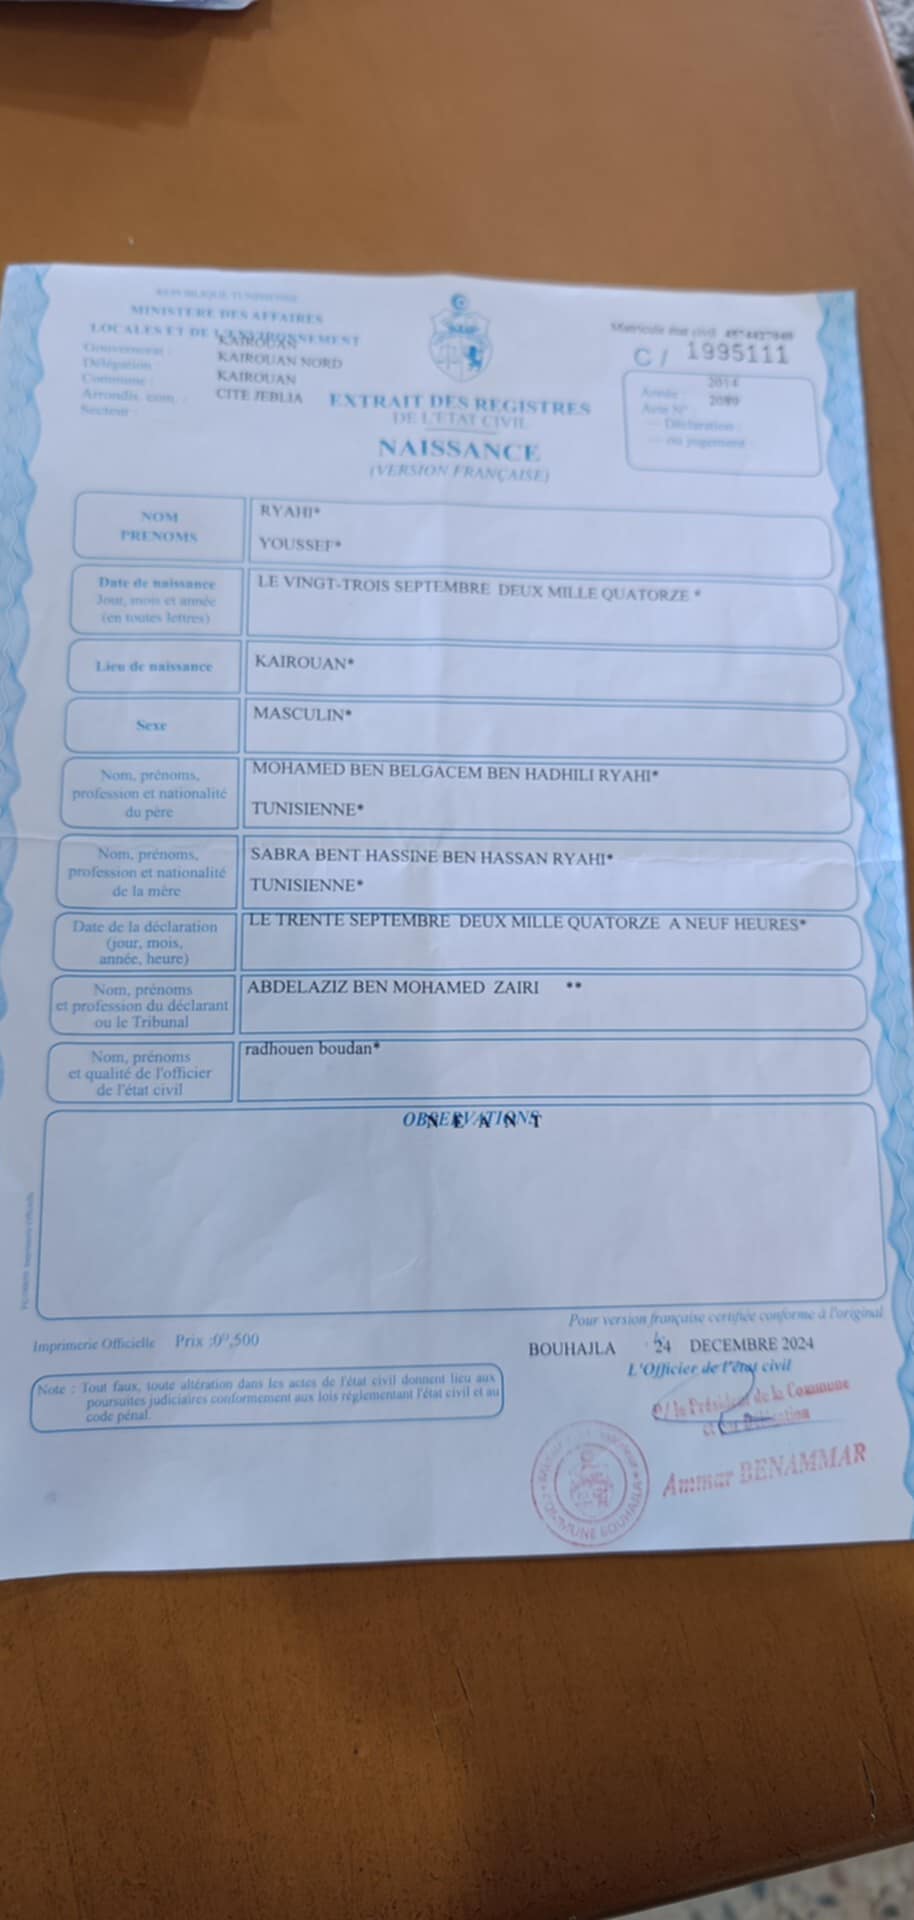 REPUBLIQUE TUNISIENNE
MINISTERE DES AFFAIRES
LOCALES ET DE L'ENVIRONNEMENT
Gouvernorat : KAIROUAN
Délégation : KAIROUAN NORD
Commune : KAIROUAN
Arrondis. com. : CITE JEBLIA
Secteur :
Matricule état civil
C/ 1995111
Année : 2014
Acte N° : 2089
— Déclaration :
— ou jugement :
EXTRAIT DES REGISTRES
DE L'ETAT CIVIL
NAISSANCE
(VERSION FRANÇAISE)
NOM RYAHI*
PRENOMS YOUSSEF*
Date de naissance LE VINGT-TROIS SEPTEMBRE DEUX MILLE QUATORZE *
Jour, mois et année
(en toutes lettres)
Lieu de naissance KAIROUAN*
Sexe MASCULIN*
Nom, prénoms, MOHAMED BEN BELGACEM BEN HADHILI RYAHI*
profession et nationalité
du père TUNISIENNE*
Nom, prénoms, SABRA BENT HASSINE BEN HASSAN RYAHI*
profession et nationalité
de la mère TUNISIENNE*
Date de la déclaration LE TRENTE SEPTEMBRE DEUX MILLE QUATORZE A NEUF HEURES*
(jour, mois,
année, heure)
Nom, prénoms ABDELAZIZ BEN MOHAMED ZAIRI **
et profession du déclarant
ou le Tribunal
Nom, prénoms radhouen boudan*
et qualité de l'officier
de l'état civil
OBSERVATIONS
N E A N T
Pour version française certifiée conforme à l'original
Imprimerie Officielle Prix :0ᴰ,500
BOUHAJLA 24 DECEMBRE 2024
L'Officier de l'état civil
Note : Tout faux, toute altération dans les actes de l'état civil donnent lieu aux
poursuites judiciaires conformement aux lois réglementant l'état civil et au
code pénal.
P/ le Président de la Commune
Ammar BENAMMAR
COMMUNE BOUHAJLA